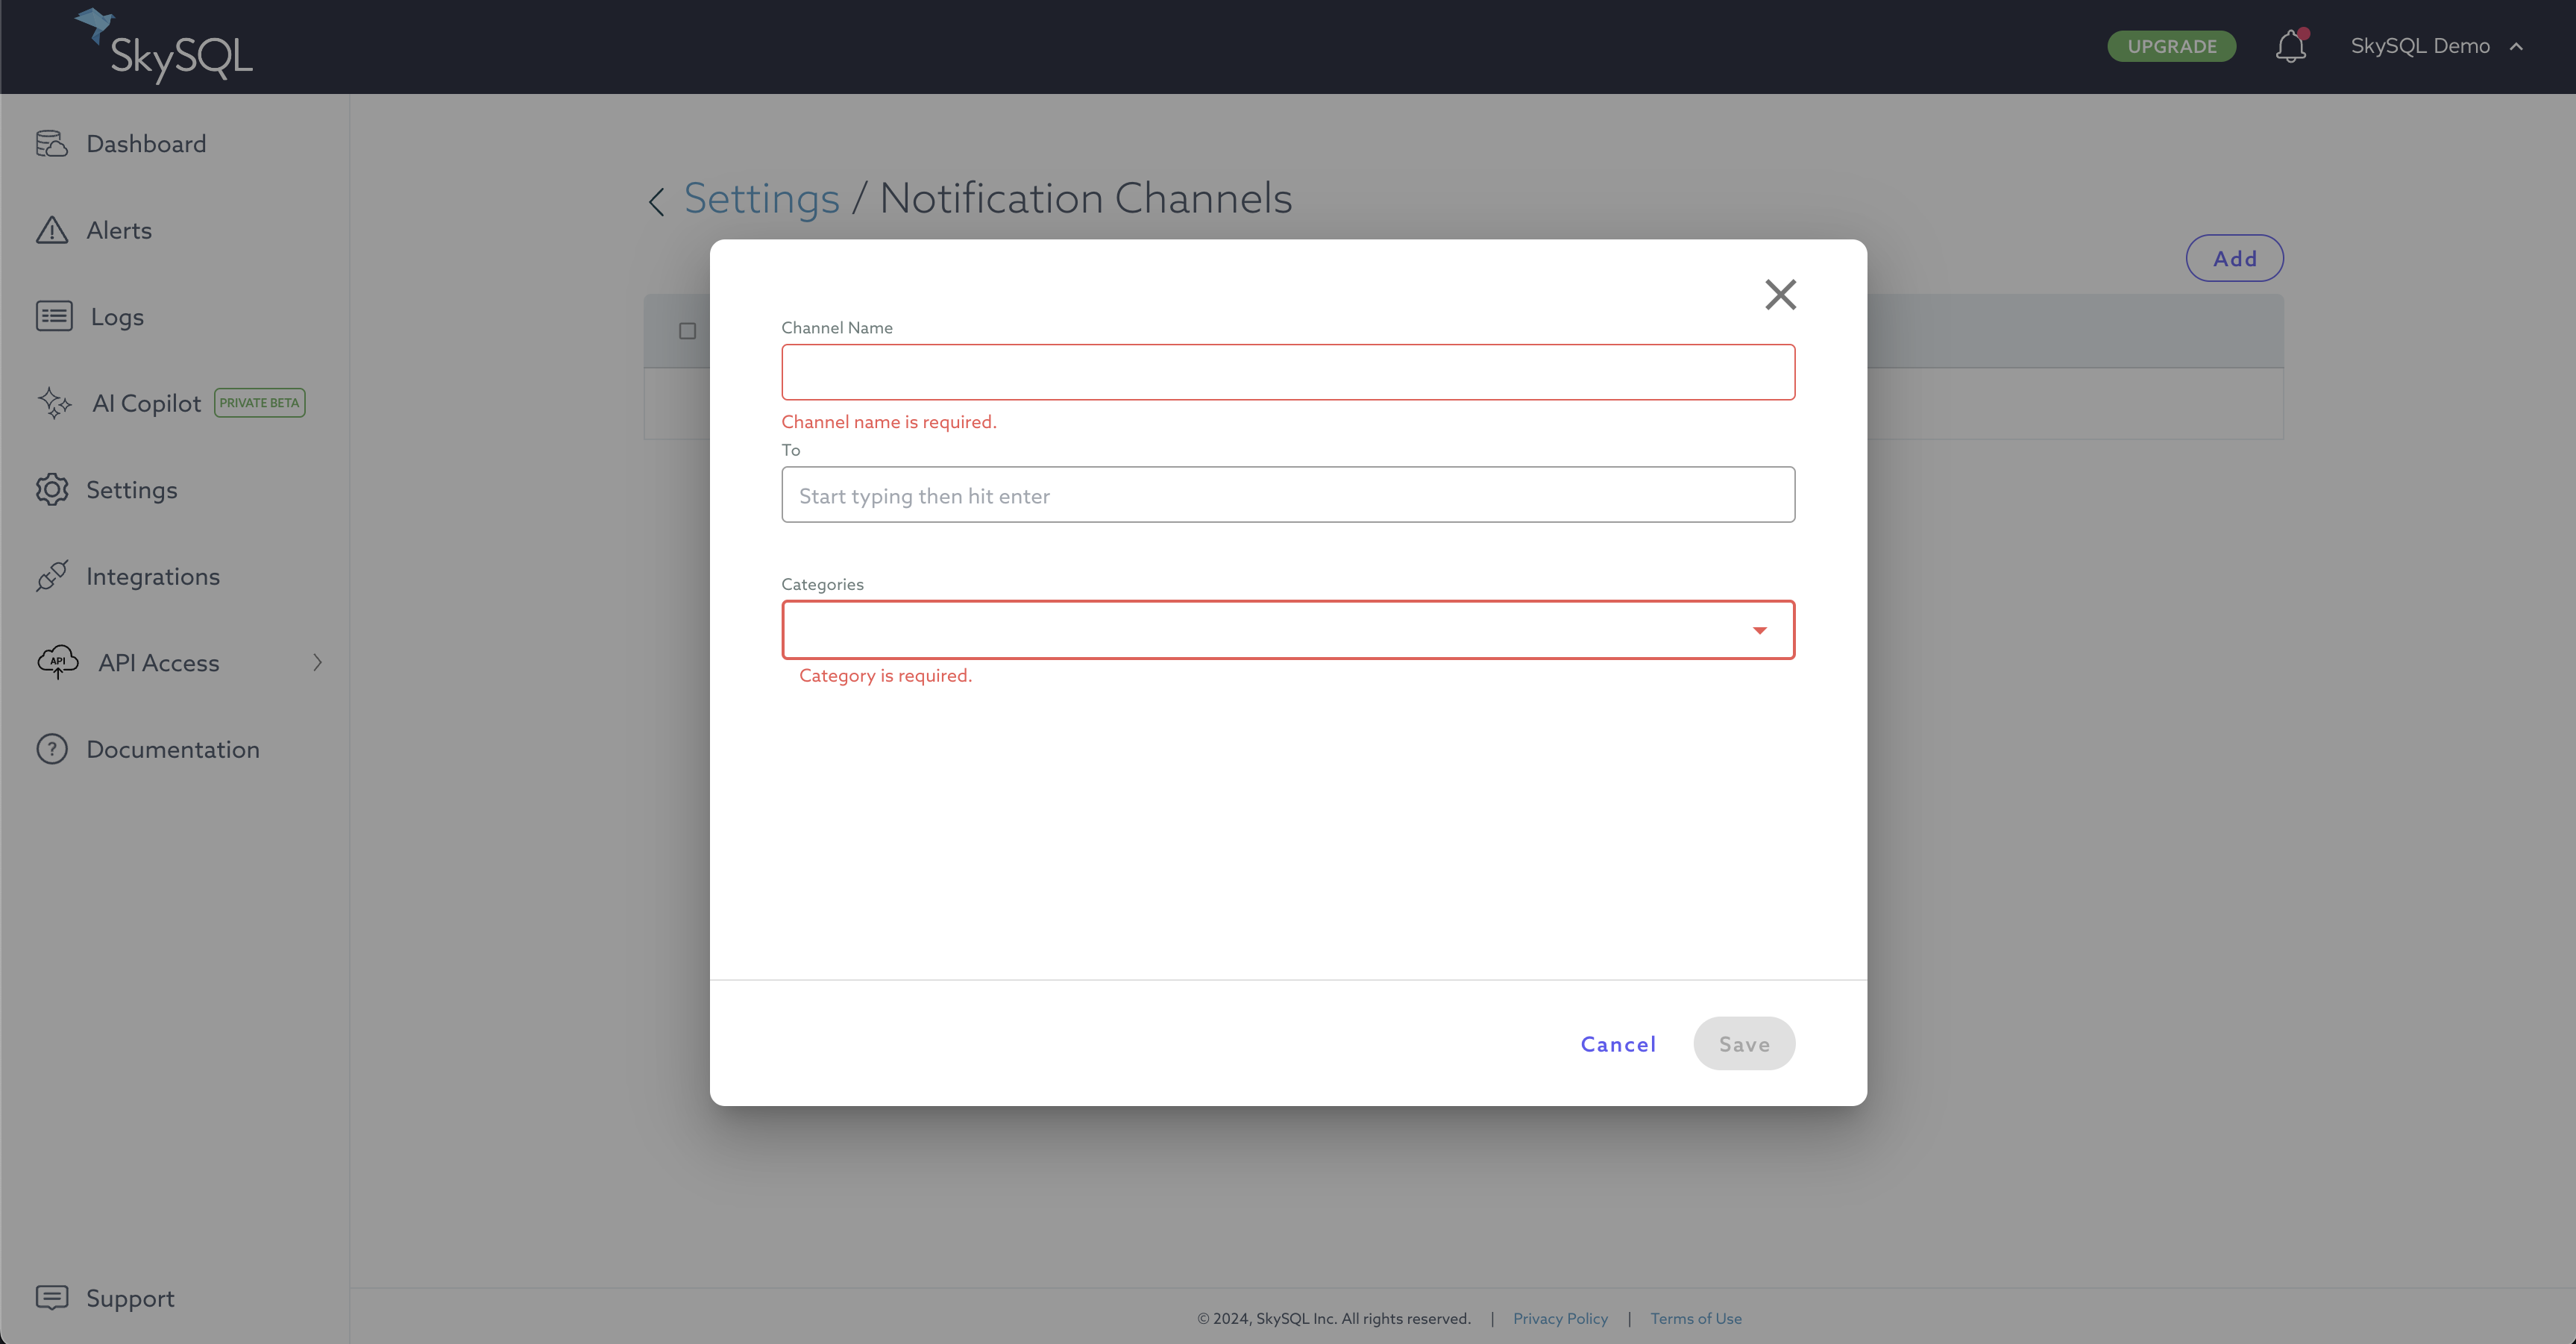 SkySQL
UPGRADE
SkySQL Demo
Dashboard
Alerts
Logs
AI Copilot PRIVATE BETA
Settings
Integrations
API API Access
? Documentation
Support
Settings / Notification Channels
Add
Channel Name
Channel name is required.
To
Start typing then hit enter
Categories
Category is required.
Cancel Save
© 2024, SkySQL Inc. All rights reserved. | Privacy Policy | Terms of Use